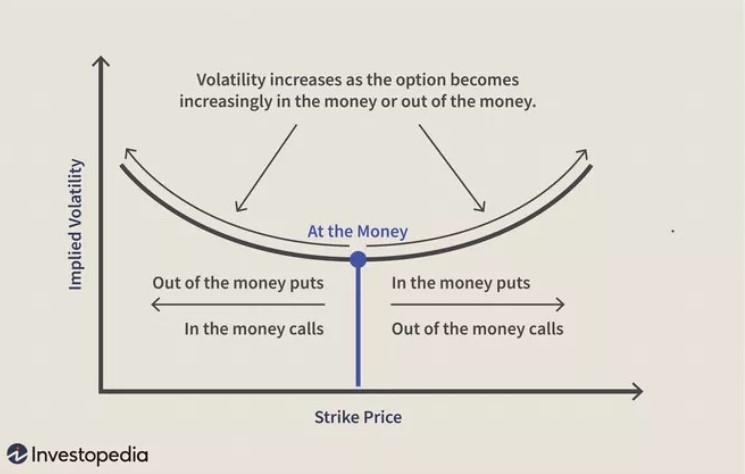 Volatility increases as the option becomes
increasingly in the money or out of the money.
Implied Volatility
At the Money
Out of the money puts
In the money puts
In the money calls
Out of the money calls
Strike Price
Investopedia